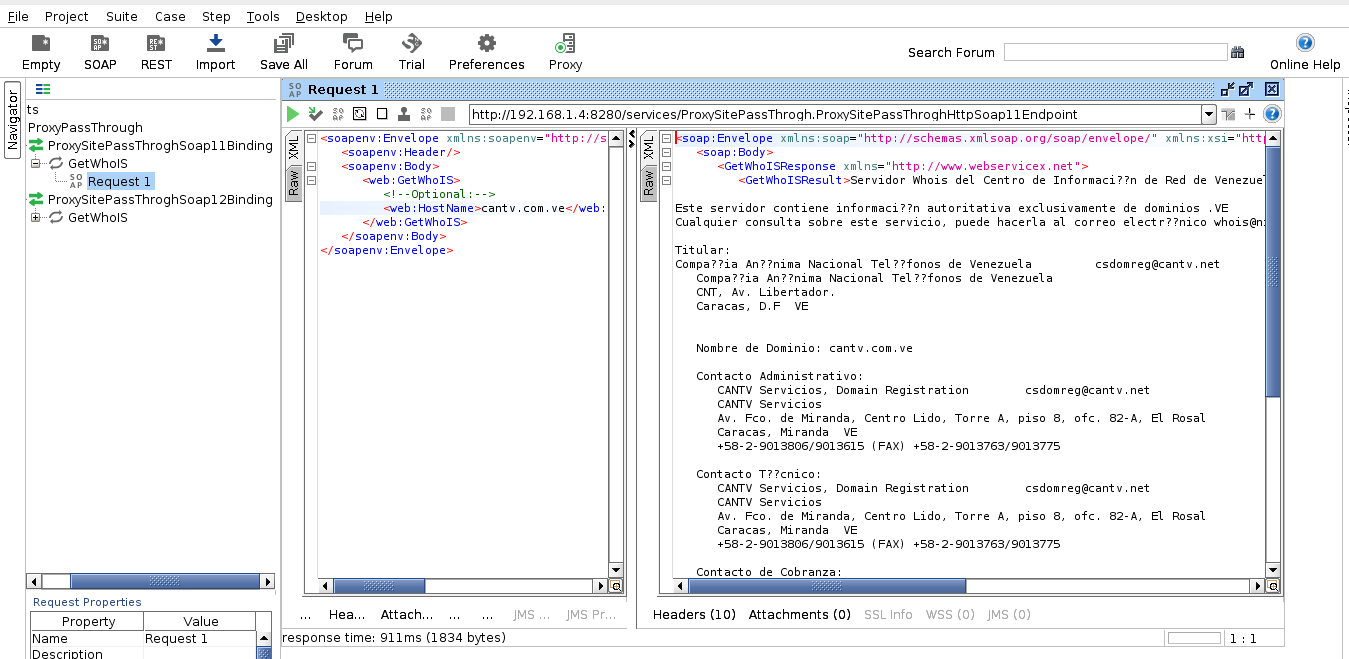 File Project Suite Case Step Tools Desktop Help
Empty SOAP REST Import Save All Forum Trial Preferences Proxy
Search Forum
Online Help
Navigator
ts
ProxyPassThrough
ProxySitePassThroghSoap11Binding
GetWhoIS
SO AP Request 1
ProxySitePassThroghSoap12Binding
GetWhoIS
Request Properties
Property Value
Name Request 1
Description
SO AP Request 1
http://192.168.1.4:8280/services/ProxySitePassThrogh.ProxySitePassThroghHttpSoap11Endpoint
XML
Raw
<soapenv:Envelope xmlns:soapenv="http://s
<soapenv:Header/>
<soapenv:Body>
<web:GetWhoIS>
<!--Optional:-->
<web:HostName>cantv.com.ve</web:
</web:GetWhoIS>
</soapenv:Body>
</soapenv:Envelope>
... Hea... Attach... ... ... JMS ... JMS Pr...
XML
Raw
<soap:Envelope xmlns:soap="http://schemas.xmlsoap.org/soap/envelope/" xmlns:xsi="htt
<soap:Body>
<GetWhoISResponse xmlns="http://www.webservicex.net">
<GetWhoISResult>Servidor Whois del Centro de Informaci??n de Red de Venezuel
Este servidor contiene informaci??n autoritativa exclusivamente de dominios .VE
Cualquier consulta sobre este servicio, puede hacerla al correo electr??nico whois@ni
Titular:
Compa??ia An??nima Nacional Tel??fonos de Venezuela csdomreg@cantv.net
Compa??ia An??nima Nacional Tel??fonos de Venezuela
CNT, Av. Libertador.
Caracas, D.F VE
Nombre de Dominio: cantv.com.ve
Contacto Administrativo:
CANTV Servicios, Domain Registration csdomreg@cantv.net
CANTV Servicios
Av. Fco. de Miranda, Centro Lido, Torre A, piso 8, ofc. 82-A, El Rosal
Caracas, Miranda VE
+58-2-9013806/9013615 (FAX) +58-2-9013763/9013775
Contacto T??cnico:
CANTV Servicios, Domain Registration csdomreg@cantv.net
CANTV Servicios
Av. Fco. de Miranda, Centro Lido, Torre A, piso 8, ofc. 82-A, El Rosal
Caracas, Miranda VE
+58-2-9013806/9013615 (FAX) +58-2-9013763/9013775
Contacto de Cobranza:
Headers (10) Attachments (0) SSL Info WSS (0) JMS (0)
response time: 911ms (1834 bytes)
1 : 1